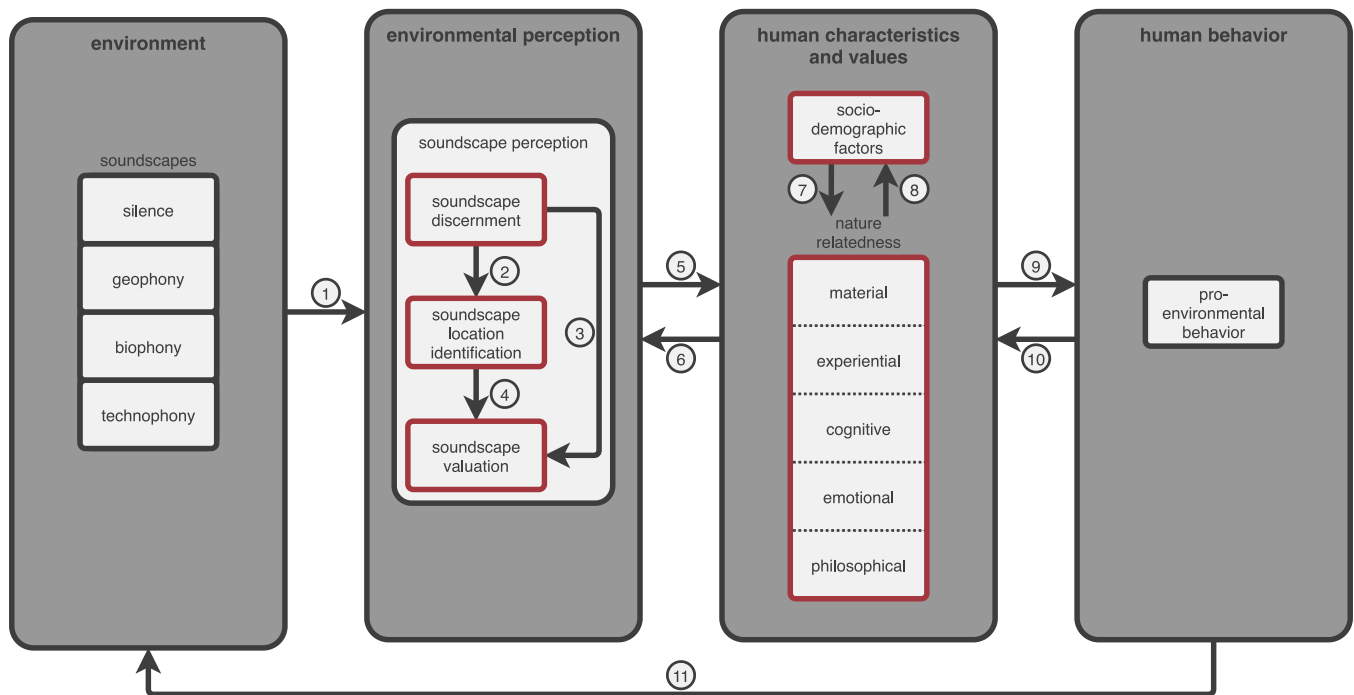 environment
soundscapes
silence
geophony
biophony
technophony
1
environmental perception
soundscape perception
soundscape
discernment
2
3
soundscape
location
identification
4
soundscape
valuation
5
6
human characteristics
and values
socio-
demographic
factors
7
8
nature
relatedness
material
experiential
cognitive
emotional
philosophical
9
10
human behavior
pro-
environmental
behavior
11